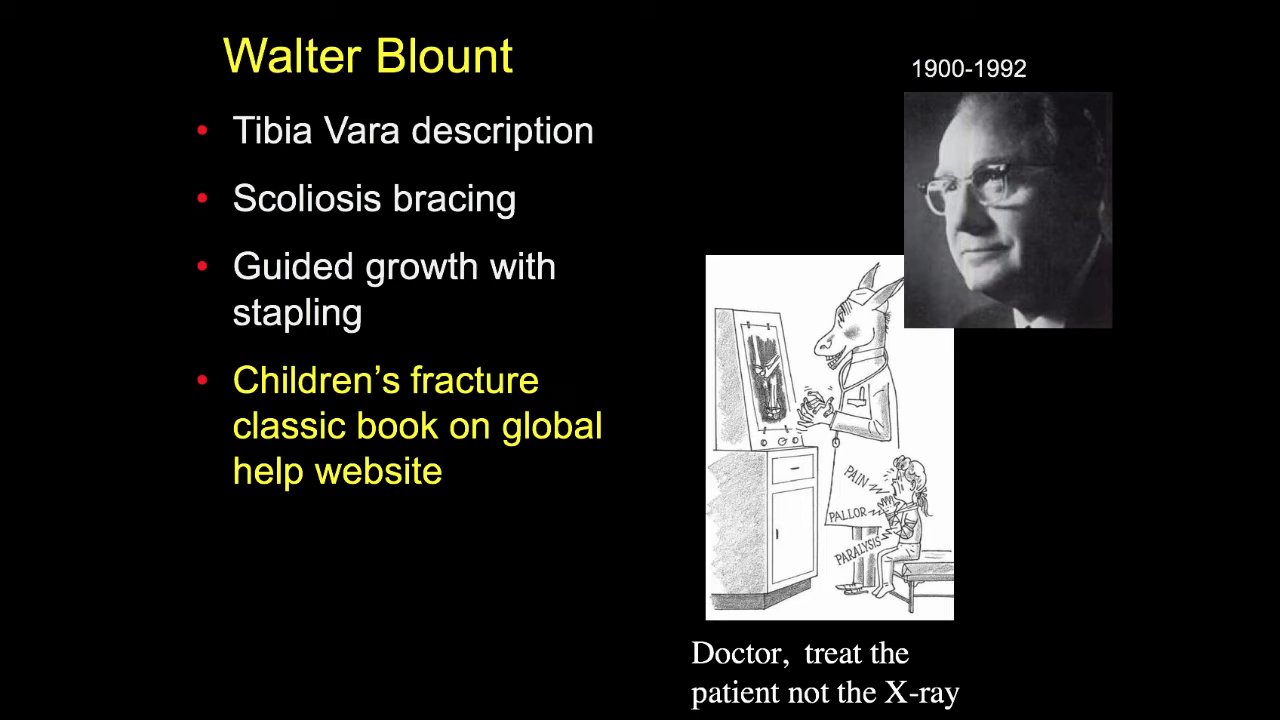 Walter Blount
1900-1992
• Tibia Vara description
• Scoliosis bracing
• Guided growth with
stapling
• Children’s fracture
classic book on global
help website
PAIN
PALLOR
PARALYSIS
Doctor, treat the
patient not the X-ray